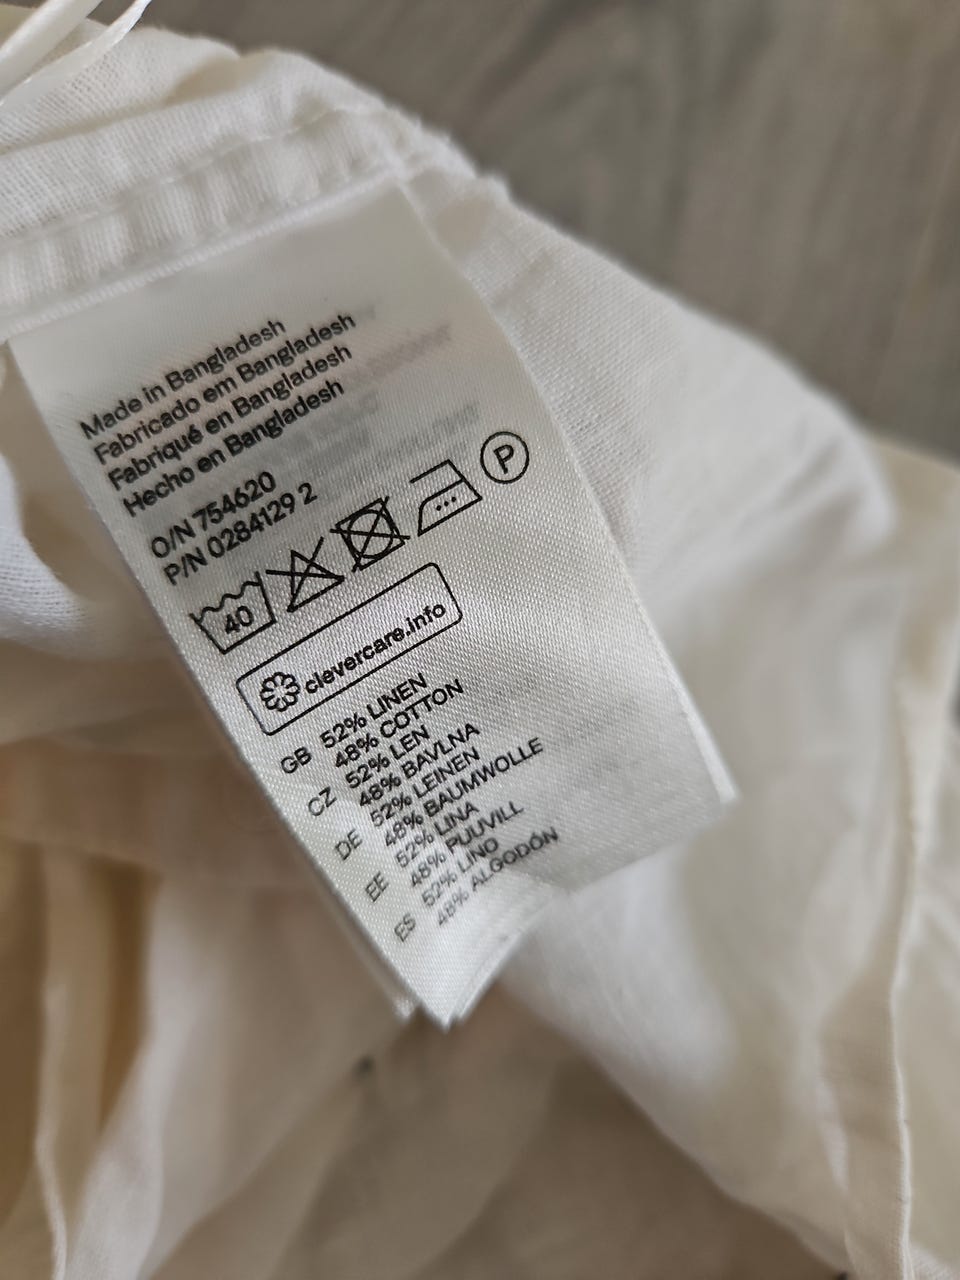 Made in Bangladesh
Fabricado em Bangladesh
Fabriqué en Bangladesh
Hecho en Bangladesh
O/N 754620
P/N 0284129 2
40
P
clevercare.info
GB 52% LINEN
48% COTTON
CZ 52% LEN
48% BAVLNA
DE 52% LEINEN
48% BAUMWOLLE
EE 52% LINA
48% PUUVILL
ES 52% LINO
48% ALGODÓN